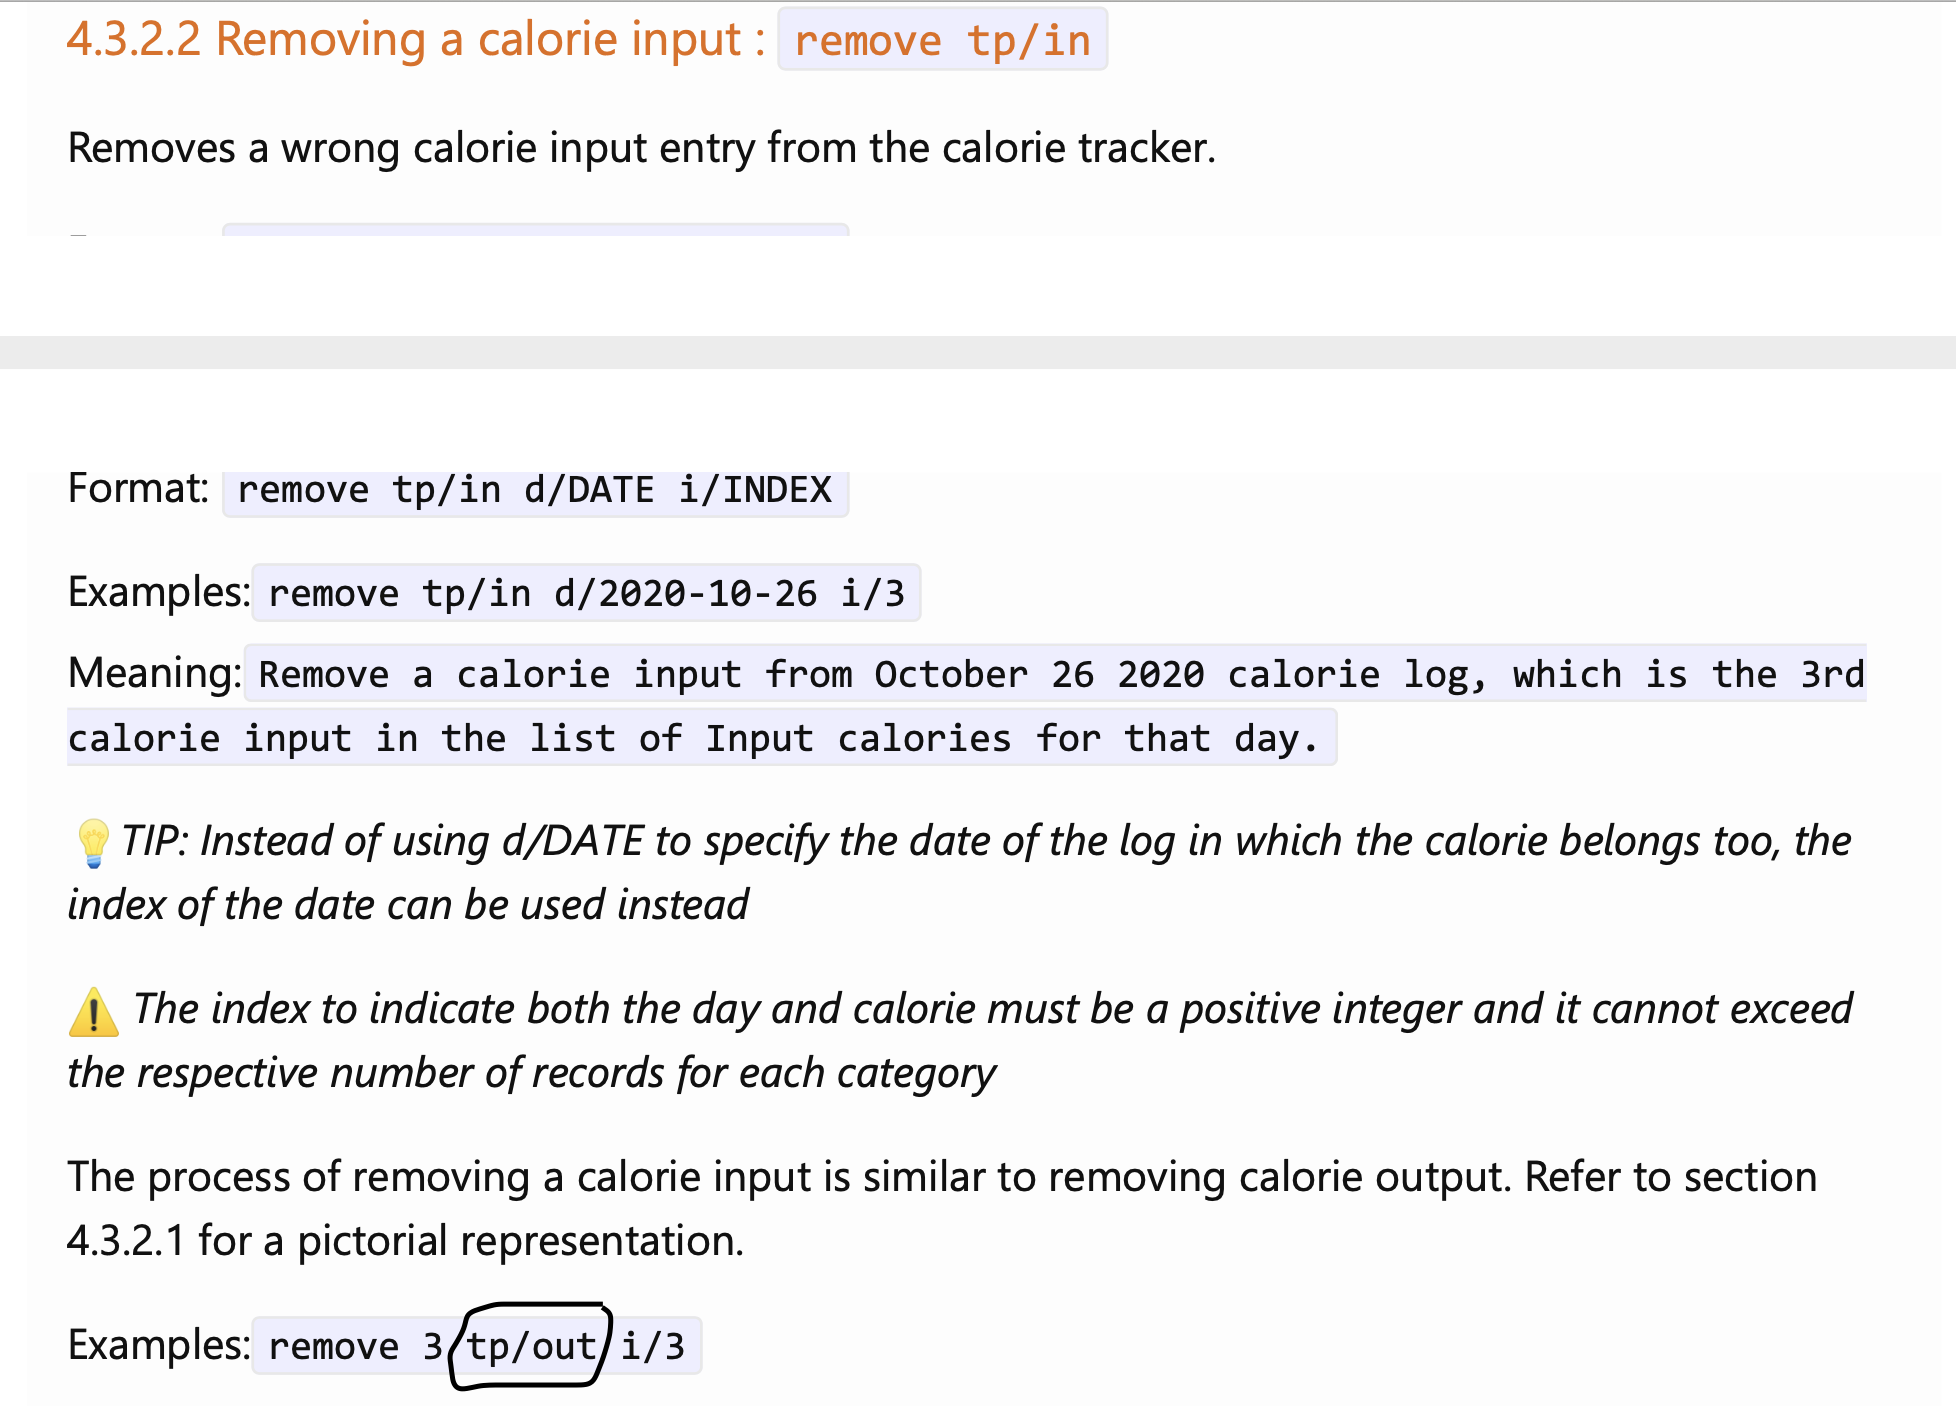 4.3.2.2 Removing a calorie input : remove tp/in
Removes a wrong calorie input entry from the calorie tracker.
Format: remove tp/in d/DATE i/INDEX
Examples: remove tp/in d/2020-10-26 i/3
Meaning: Remove a calorie input from October 26 2020 calorie log, which is the 3rd
calorie input in the list of Input calories for that day.
💡 TIP: Instead of using d/DATE to specify the date of the log in which the calorie belongs too, the
index of the date can be used instead
⚠️ The index to indicate both the day and calorie must be a positive integer and it cannot exceed
the respective number of records for each category
The process of removing a calorie input is similar to removing calorie output. Refer to section
4.3.2.1 for a pictorial representation.
Examples: remove 3 tp/out i/3